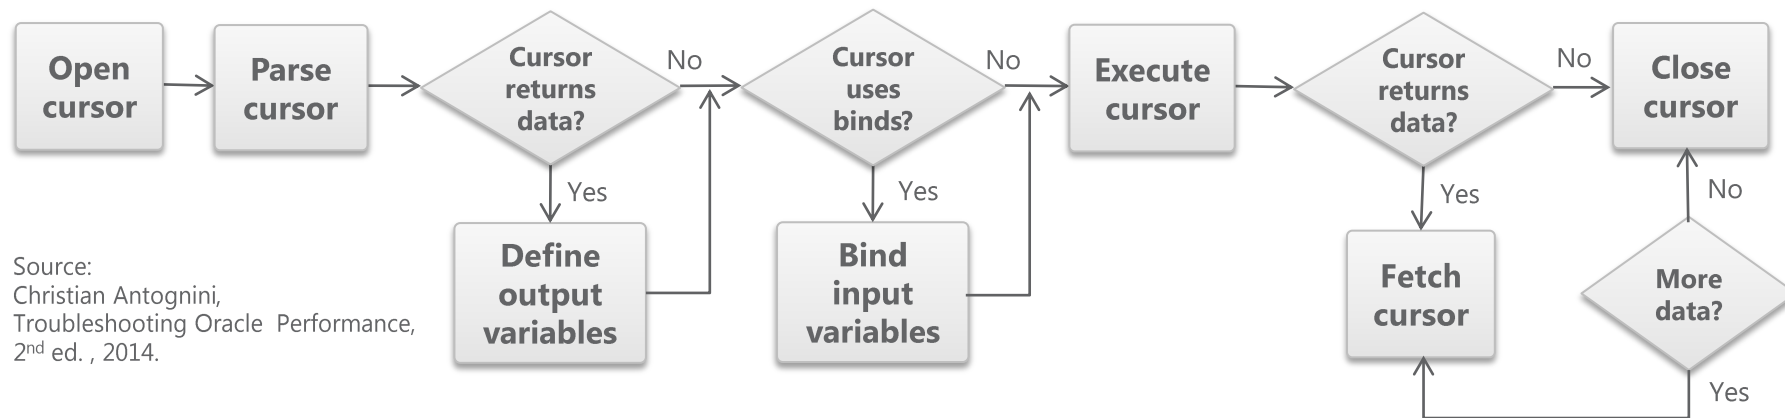 Open
cursor
Parse
cursor
Cursor
returns
data?
No
Yes
Define
output
variables
Cursor
uses
binds?
No
Yes
Bind
input
variables
Execute
cursor
Cursor
returns
data?
No
Yes
Fetch
cursor
Close
cursor
No
More
data?
Yes
Source:
Christian Antognini,
Troubleshooting Oracle Performance,
2nd ed. , 2014.